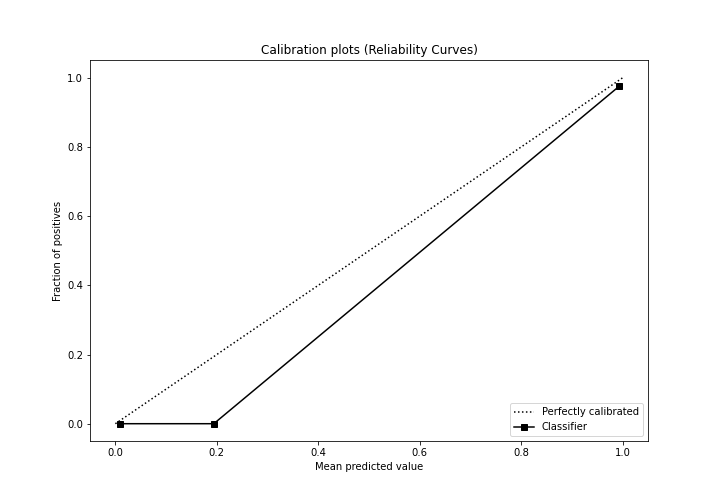 Calibration plots (Reliability Curves)
1.0
0.8
0.6
0.4
0.2
0.0
Fraction of positives
0.0 0.2 0.4 0.6 0.8 1.0
Mean predicted value
Perfectly calibrated
Classifier